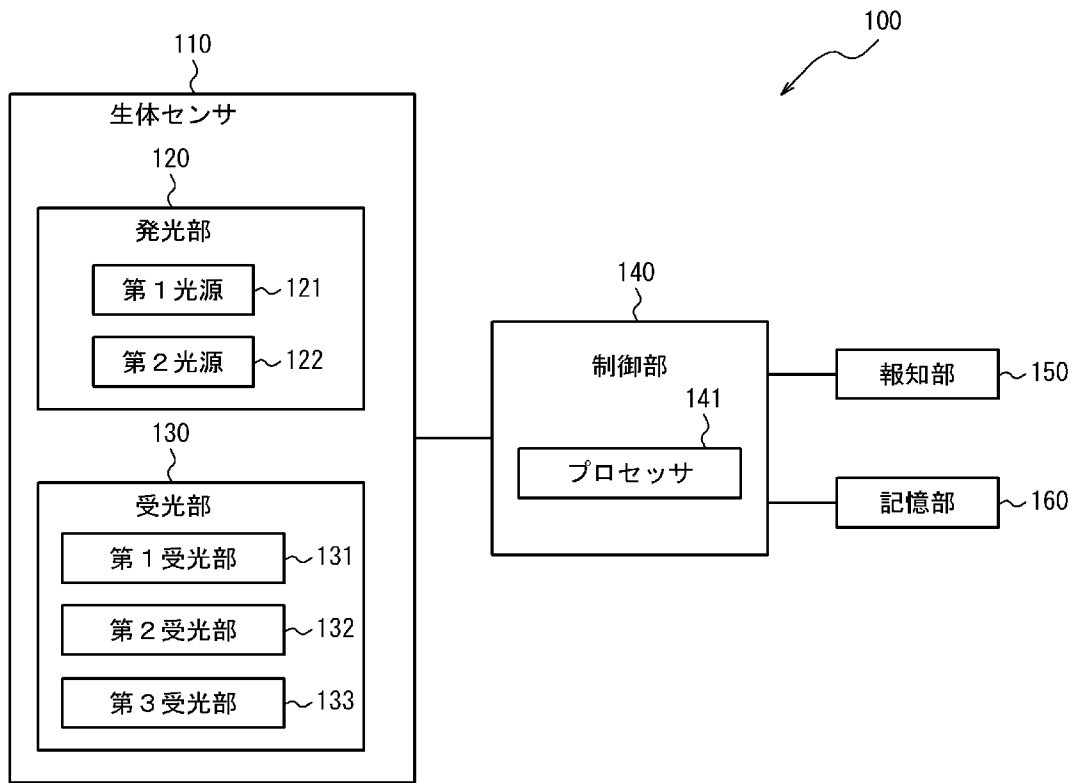 100
110
生体センサ
120
発光部
第1光源
121
第2光源
122
130
受光部
第1受光部
131
第2受光部
132
第3受光部
133
140
制御部
141
プロセッサ
報知部
150
記憶部
160